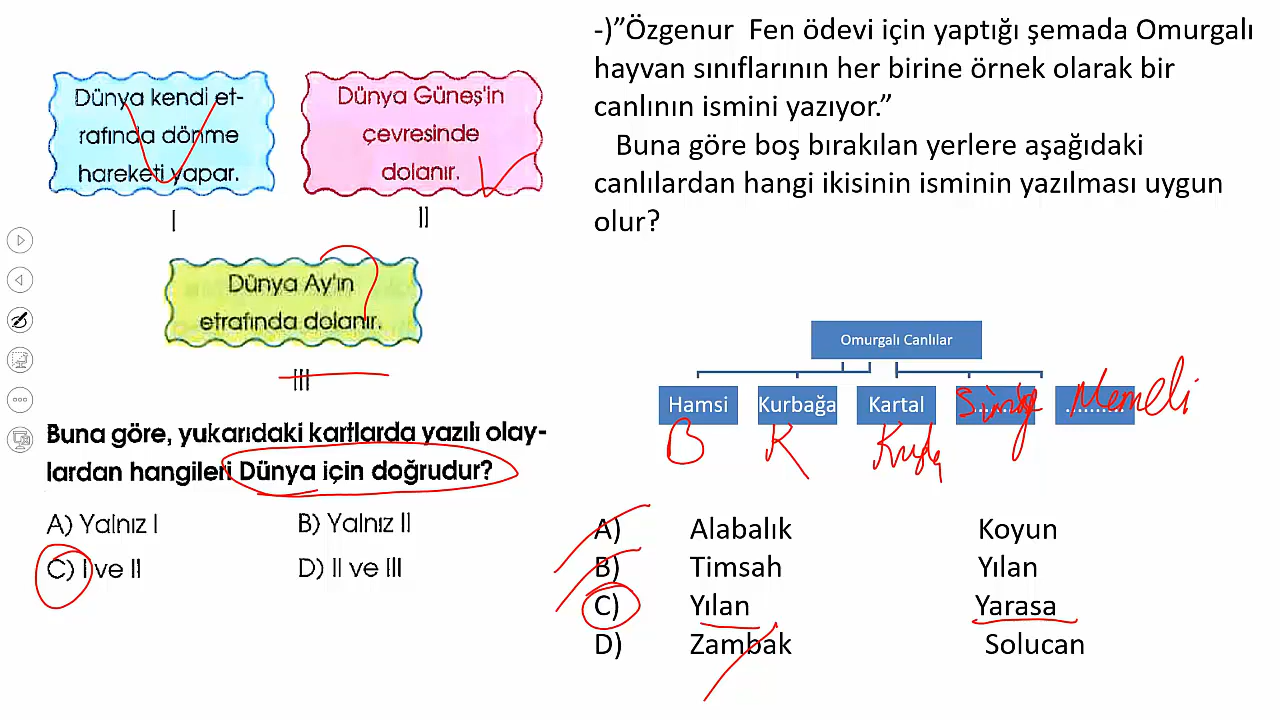 Dünya kendi et-
rafında dönme
hareketi yapar.
I
Dünya Güneş'in
çevresinde
dolanır.
II
Dünya Ay'ın
etrafında dolanır.
III
Buna göre, yukarıdaki kartlarda yazılı olay-
lardan hangileri Dünya için doğrudur?
A) Yalnız I
B) Yalnız II
C) I ve II
D) II ve III
-)”Özgenur Fen ödevi için yaptığı şemada Omurgalı
hayvan sınıflarının her birine örnek olarak bir
canlının ismini yazıyor.”
Buna göre boş bırakılan yerlere aşağıdaki
canlılardan hangi ikisinin isminin yazılması uygun
olur?
Omurgalı Canlılar
Hamsi Kurbağa Kartal ......... .........
Memeli
B K
A) Alabalık Koyun
B) Timsah Yılan
C) Yılan Yarasa
D) Zambak Solucan